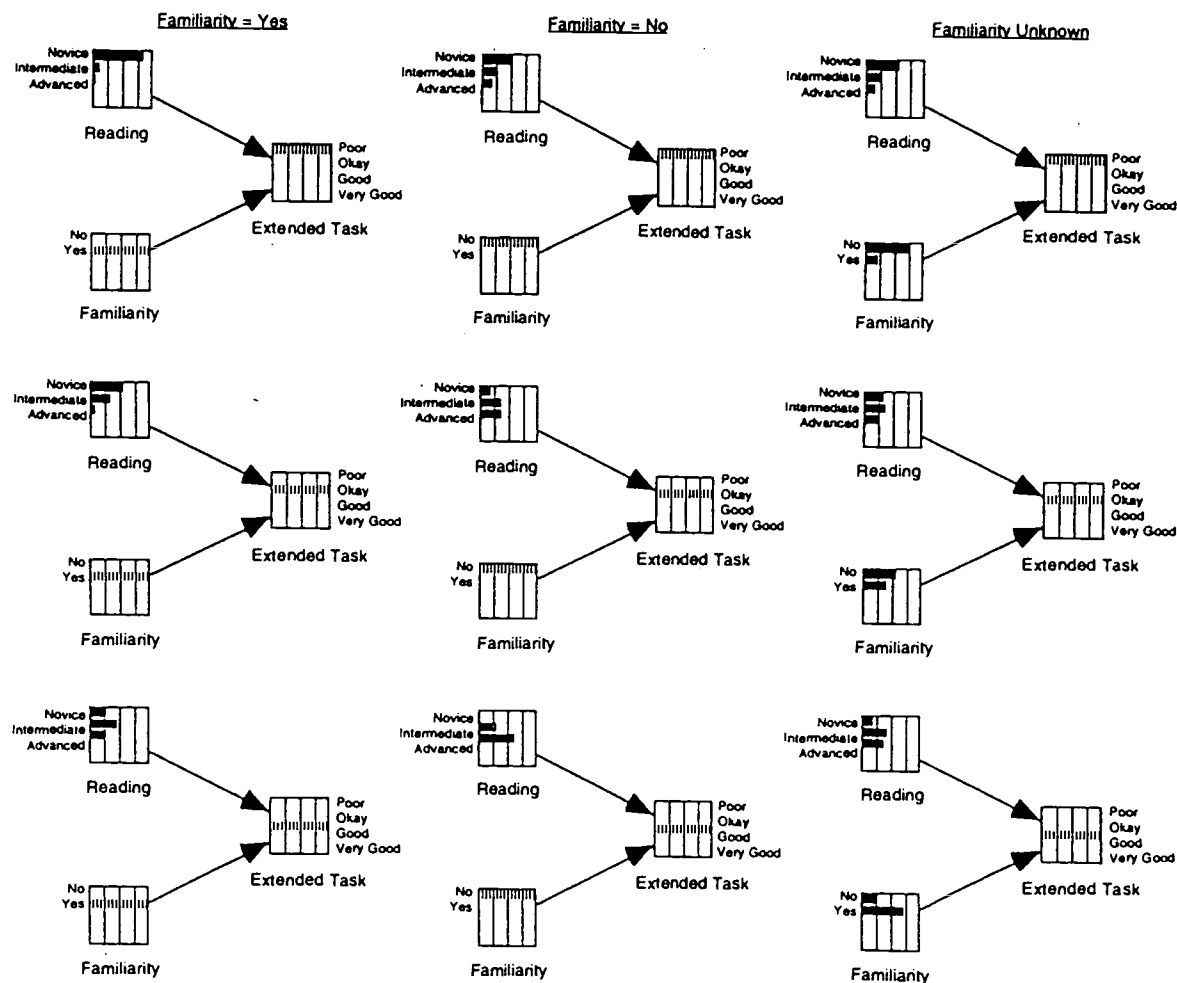 Familiarity = Yes
Familiarity = No
Familiarity Unknown
Novice
Intermediate
Advanced
Reading
Poor
Okay
Good
Very Good
Extended Task
No
Yes
Familiarity
Novice
Intermediate
Advanced
Reading
Poor
Okay
Good
Very Good
Extended Task
No
Yes
Familiarity
Novice
Intermediate
Advanced
Reading
Poor
Okay
Good
Very Good
Extended Task
No
Yes
Familiarity
Novice
Intermediate
Advanced
Reading
Poor
Okay
Good
Very Good
Extended Task
No
Yes
Familiarity
Novice
Intermediate
Advanced
Reading
Poor
Okay
Good
Very Good
Extended Task
No
Yes
Familiarity
Novice
Intermediate
Advanced
Reading
Poor
Okay
Good
Very Good
Extended Task
No
Yes
Familiarity
Novice
Intermediate
Advanced
Reading
Poor
Okay
Good
Very Good
Extended Task
No
Yes
Familiarity
Novice
Intermediate
Advanced
Reading
Poor
Okay
Good
Very Good
Extended Task
No
Yes
Familiarity
Novice
Intermediate
Advanced
Reading
Poor
Okay
Good
Very Good
Extended Task
No
Yes
Familiarity